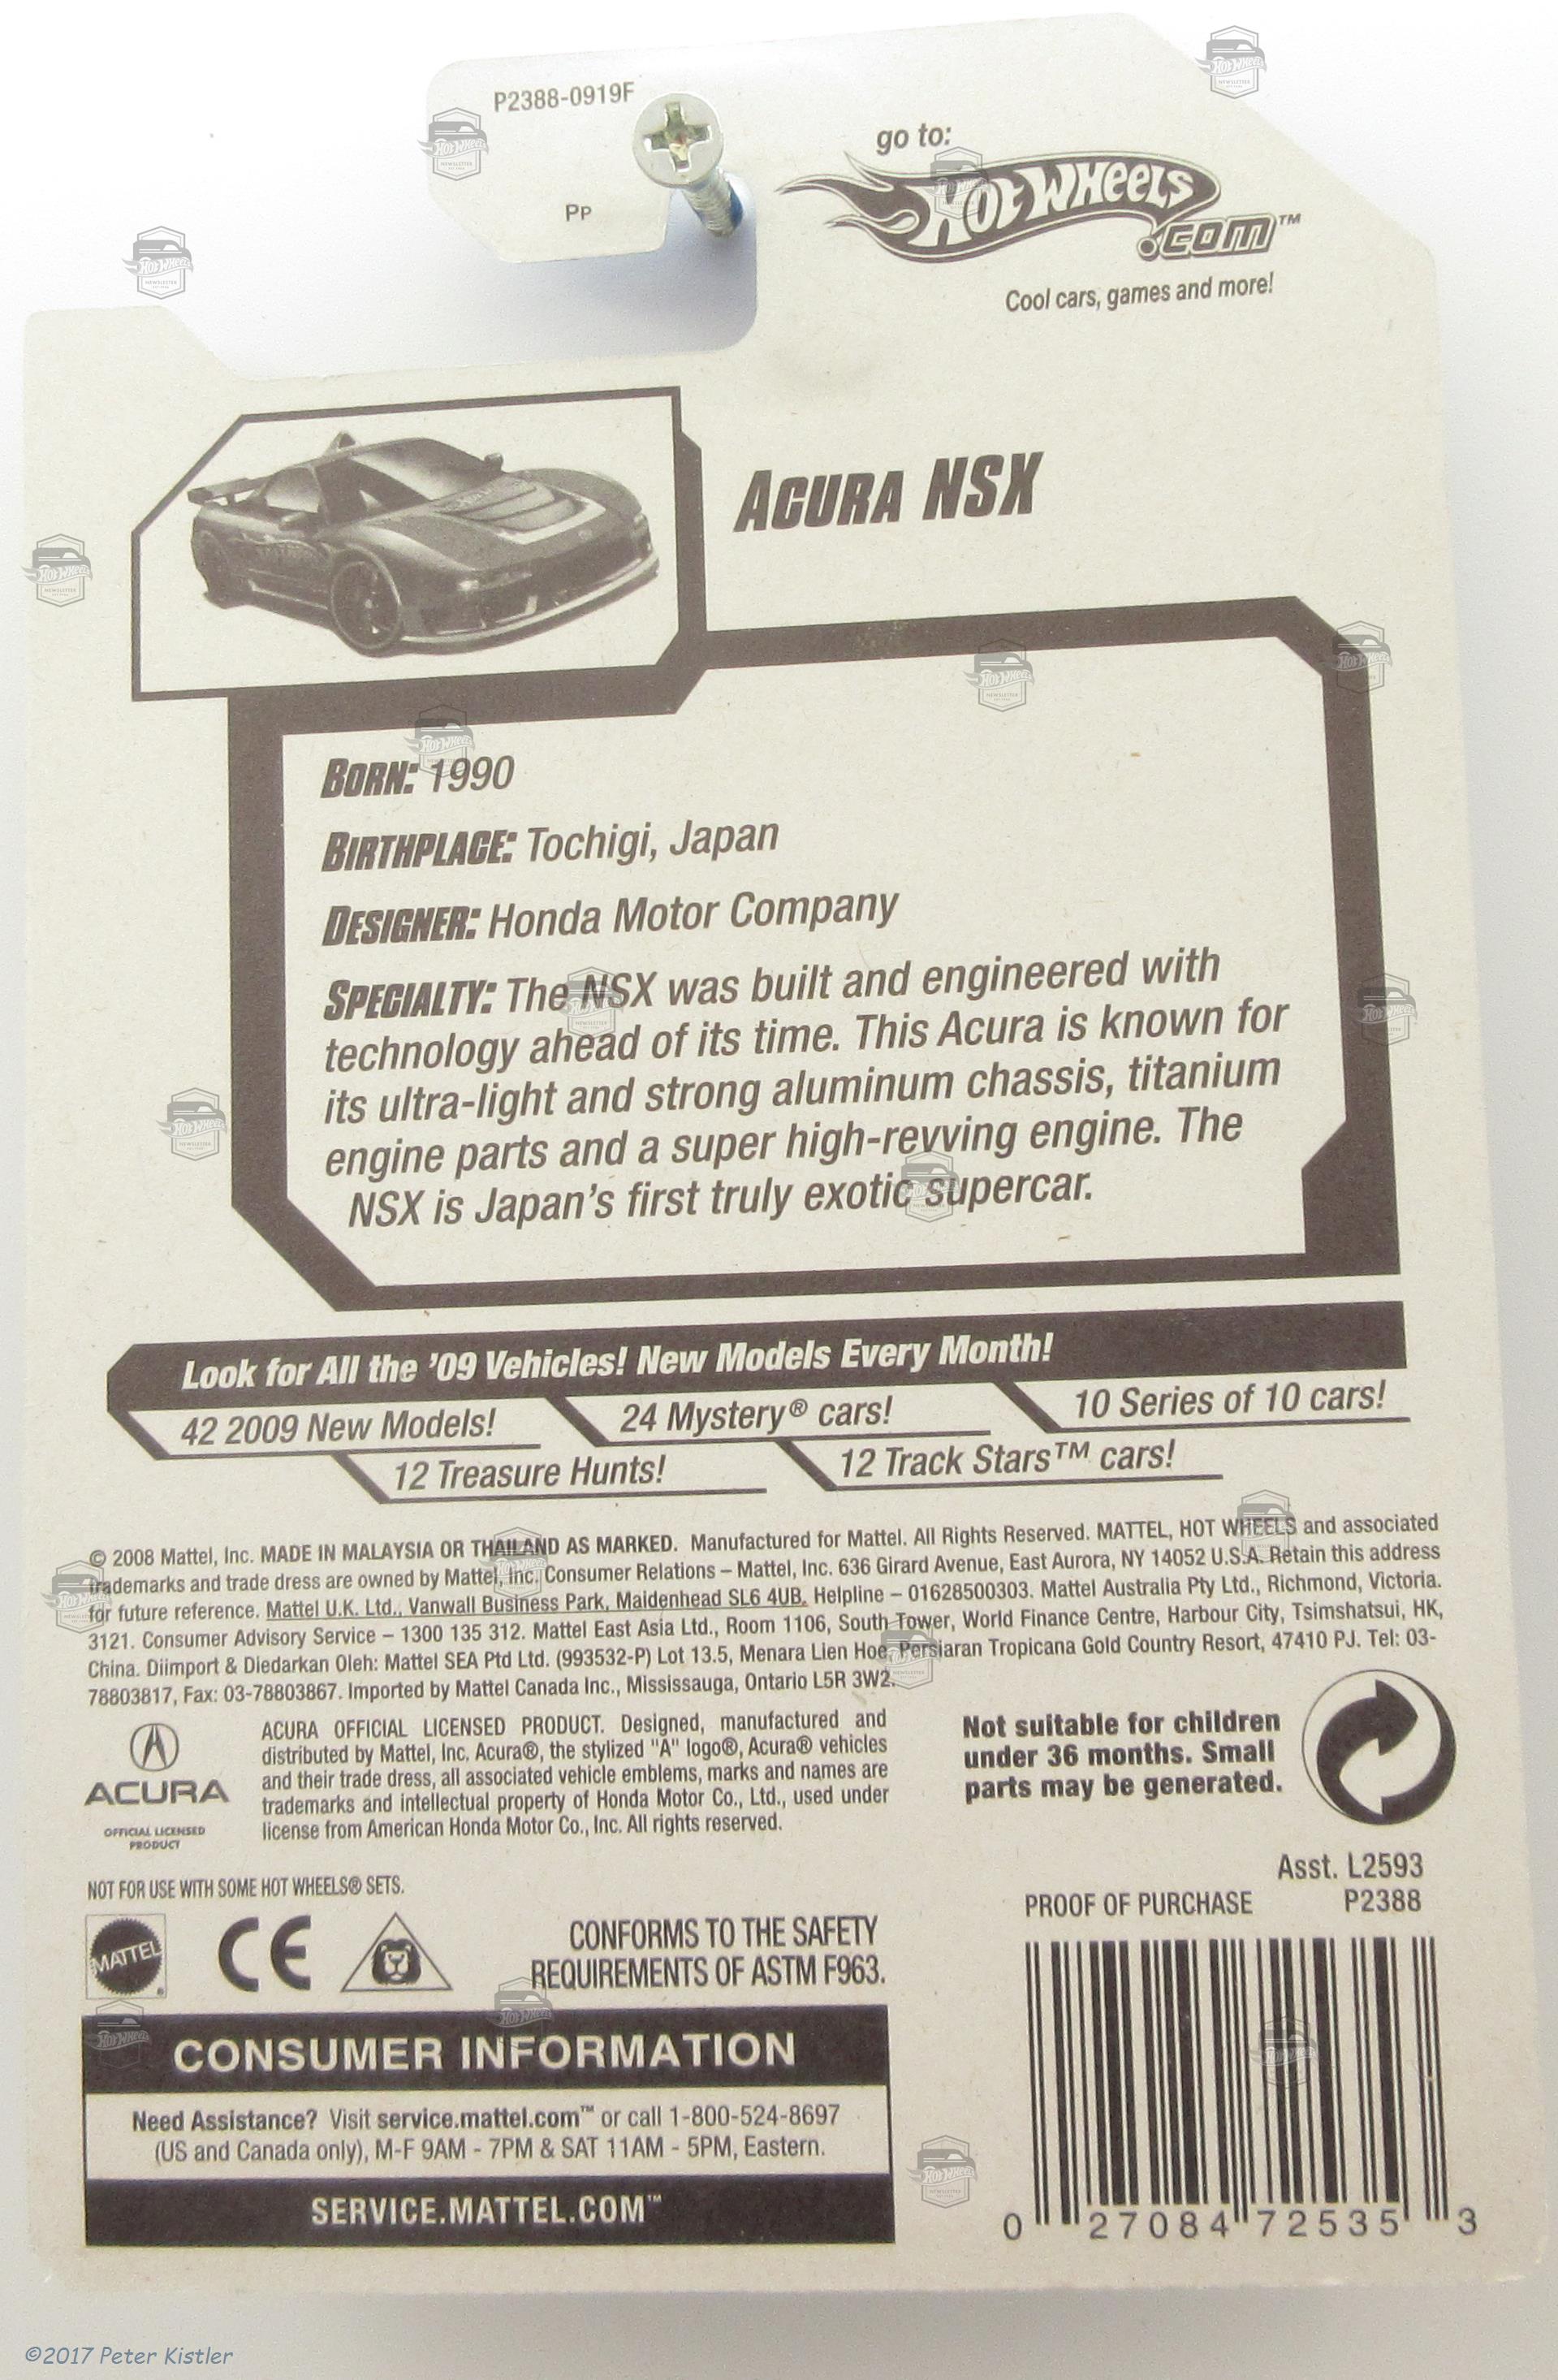 P2388-0919F
Pp
go to:
Hot Wheels
.com™
Cool cars, games and more!
Acura NSX
Born: 1990
Birthplace: Tochigi, Japan
Designer: Honda Motor Company
Specialty: The NSX was built and engineered with
technology ahead of its time. This Acura is known for
its ultra-light and strong aluminum chassis, titanium
engine parts and a super high-revving engine. The
NSX is Japan's first truly exotic supercar.
Look for All the '09 Vehicles! New Models Every Month!
42 2009 New Models!
24 Mystery® cars!
10 Series of 10 cars!
12 Treasure Hunts!
12 Track Stars™ cars!
© 2008 Mattel, Inc. MADE IN MALAYSIA OR THAILAND AS MARKED. Manufactured for Mattel. All Rights Reserved. MATTEL, HOT WHEELS and associated
trademarks and trade dress are owned by Mattel, Inc. Consumer Relations – Mattel, Inc. 636 Girard Avenue, East Aurora, NY 14052 U.S.A. Retain this address
for future reference. Mattel U.K. Ltd., Vanwall Business Park, Maidenhead SL6 4UB. Helpline – 01628500303. Mattel Australia Pty Ltd., Richmond, Victoria.
3121. Consumer Advisory Service – 1300 135 312. Mattel East Asia Ltd., Room 1106, South Tower, World Finance Centre, Harbour City, Tsimshatsui, HK,
China. Diimport & Diedarkan Oleh: Mattel SEA Ptd Ltd. (993532-P) Lot 13.5, Menara Lien Hoe, Persiaran Tropicana Gold Country Resort, 47410 PJ. Tel: 03-
78803817, Fax: 03-78803867. Imported by Mattel Canada Inc., Mississauga, Ontario L5R 3W2.
ACURA
OFFICIAL LICENSED
PRODUCT
ACURA OFFICIAL LICENSED PRODUCT. Designed, manufactured and
distributed by Mattel, Inc. Acura®, the stylized "A" logo®, Acura® vehicles
and their trade dress, all associated vehicle emblems, marks and names are
trademarks and intellectual property of Honda Motor Co., Ltd., used under
license from American Honda Motor Co., Inc. All rights reserved.
Not suitable for children
under 36 months. Small
parts may be generated.
NOT FOR USE WITH SOME HOT WHEELS® SETS.
MATTEL
CE
CONFORMS TO THE SAFETY
REQUIREMENTS OF ASTM F963.
Asst. L2593
PROOF OF PURCHASE P2388
CONSUMER INFORMATION
Need Assistance? Visit service.mattel.com™ or call 1-800-524-8697
(US and Canada only), M-F 9AM - 7PM & SAT 11AM - 5PM, Eastern.
SERVICE.MATTEL.COM™
0 27084 72535 3
©2017 Peter Kistler